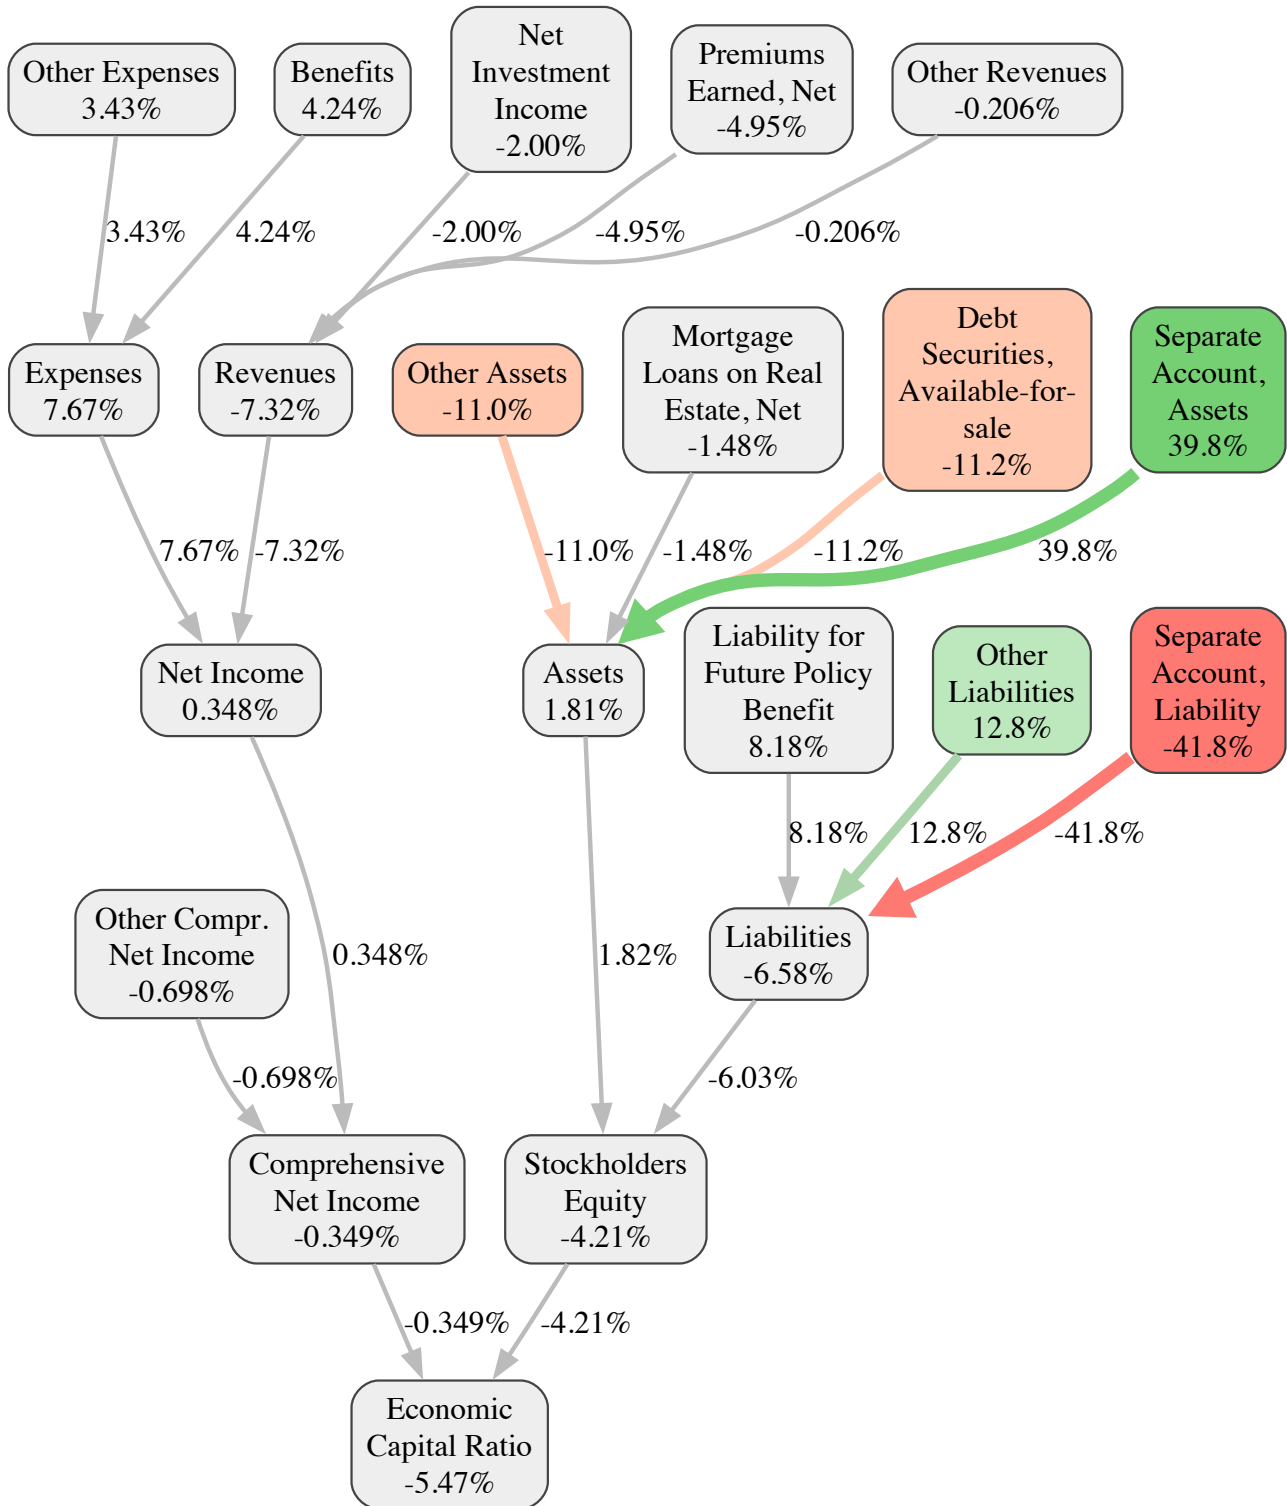 Other Expenses
3.43%
Benefits
4.24%
Net
Investment
Income
-2.00%
Premiums
Earned, Net
-4.95%
Other Revenues
-0.206%
3.43%
4.24%
-2.00%
-4.95%
-0.206%
Expenses
7.67%
Revenues
-7.32%
Other Assets
-11.0%
Mortgage
Loans on Real
Estate, Net
-1.48%
Debt
Securities,
Available-for-
sale
-11.2%
Separate
Account,
Assets
39.8%
7.67%
-7.32%
-11.0%
-1.48%
-11.2%
39.8%
Net Income
0.348%
Assets
1.81%
Liability for
Future Policy
Benefit
8.18%
Other
Liabilities
12.8%
Separate
Account,
Liability
-41.8%
8.18%
12.8%
-41.8%
Other Compr.
Net Income
-0.698%
0.348%
1.82%
Liabilities
-6.58%
-0.698%
-6.03%
Comprehensive
Net Income
-0.349%
Stockholders
Equity
-4.21%
-0.349%
-4.21%
Economic
Capital Ratio
-5.47%